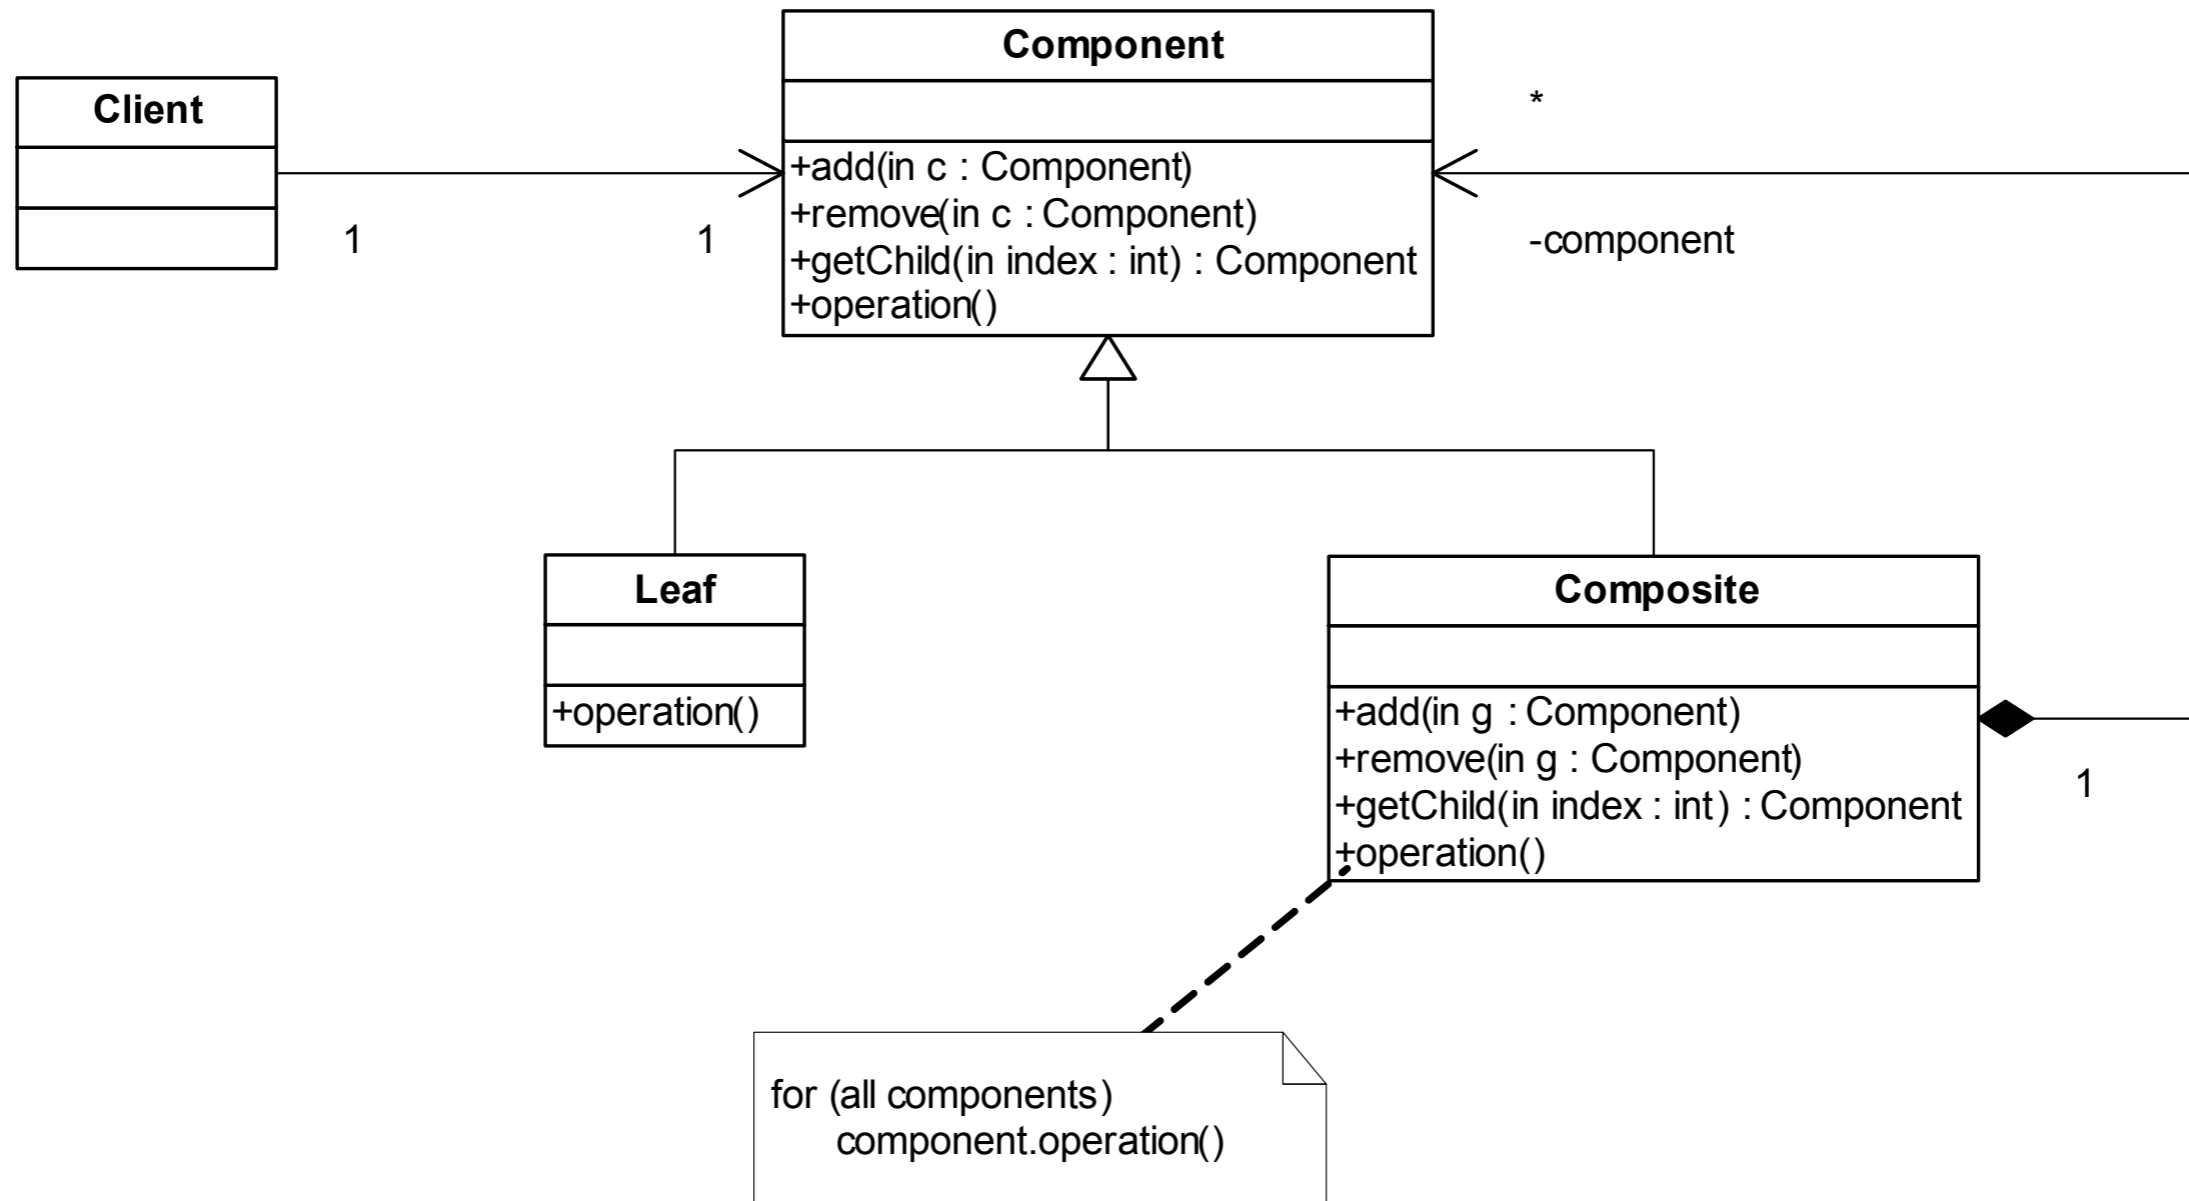 Component
Client
*
+add(in c : Component)
+remove(in c : Component)
+getChild(in index : int) : Component
+operation()
1
1
-component
Leaf
+operation()
Composite
+add(in g : Component)
+remove(in g : Component)
+getChild(in index : int) : Component
+operation()
1
for (all components)
component.operation()